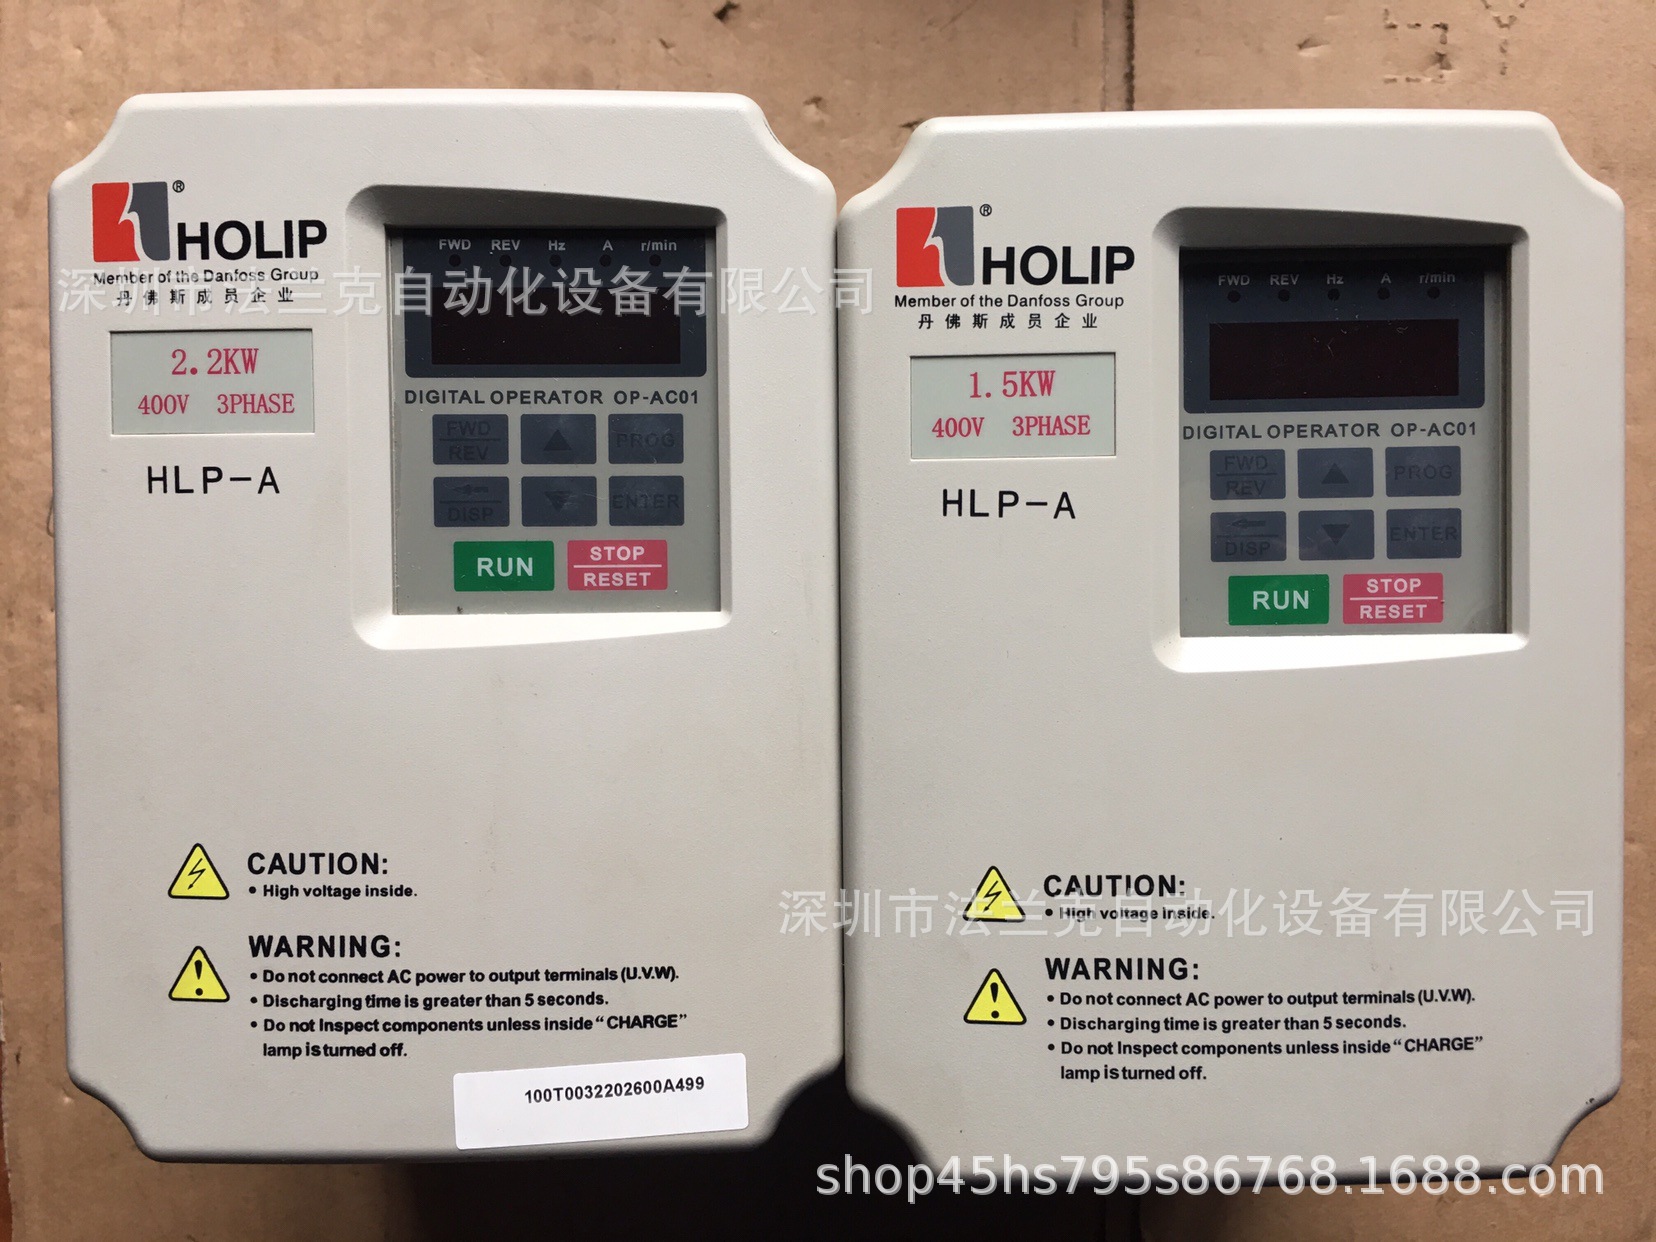 ®
HOLIP
Member of the Danfoss Group
丹佛斯成员企业
2.2KW
400V 3PHASE
HLP-A
FWD REV Hz A r/min
DIGITAL OPERATOR OP-AC01
FWD
REV
PROG
DISP
ENTER
RUN
STOP
RESET
CAUTION:
• High voltage inside.
WARNING:
• Do not connect AC power to output terminals (U.V.W).
• Discharging time is greater than 5 seconds.
• Do not Inspect components unless inside “CHARGE”
lamp is turned off.
100T0032202600A499
®
HOLIP
Member of the Danfoss Group
丹佛斯成员企业
1.5KW
400V 3PHASE
HLP-A
FWD REV Hz A r/min
DIGITAL OPERATOR OP-AC01
FWD
REV
PROG
DISP
ENTER
RUN
STOP
RESET
CAUTION:
• High voltage inside.
WARNING:
• Do not connect AC power to output terminals (U.V.W).
• Discharging time is greater than 5 seconds.
• Do not Inspect components unless inside “CHARGE”
lamp is turned off.
深圳市法兰克自动化设备有限公司
深圳市法兰克自动化设备有限公司
shop45hs795s86768.1688.com